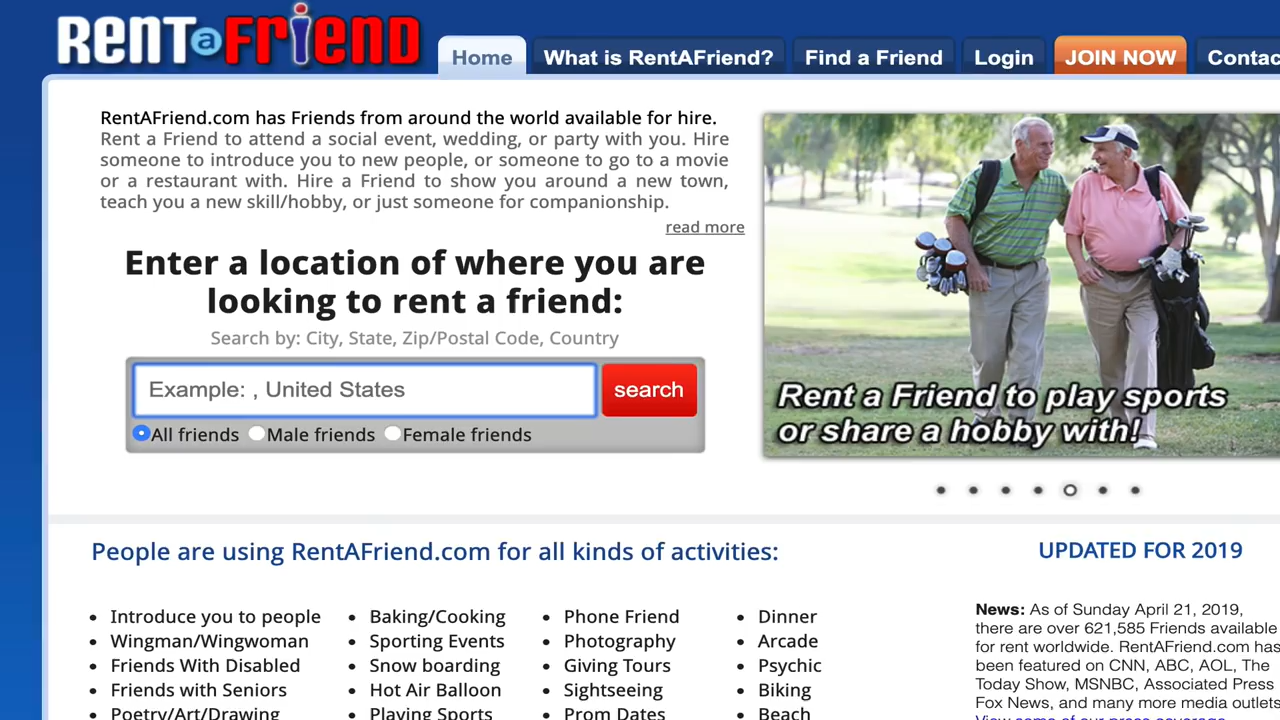 Rent a Friend
Home
What is RentAFriend?
Find a Friend
Login
JOIN NOW
RentAFriend.com has Friends from around the world available for hire.
Rent a Friend to attend a social event, wedding, or party with you. Hire
someone to introduce you to new people, or someone to go to a movie
or a restaurant with. Hire a Friend to show you around a new town,
teach you a new skill/hobby, or just someone for companionship.
read more
Enter a location of where you are
looking to rent a friend:
Search by: City, State, Zip/Postal Code, Country
Example: , United States
search
All friends Male friends Female friends
Rent a Friend to play sports
or share a hobby with!
People are using RentAFriend.com for all kinds of activities:
• Introduce you to people
• Wingman/Wingwoman
• Friends With Disabled
• Friends with Seniors
• Poetry/Art/Drawing
• Baking/Cooking
• Sporting Events
• Snow boarding
• Hot Air Balloon
• Playing Sports
• Phone Friend
• Photography
• Giving Tours
• Sightseeing
• Prom Dates
• Dinner
• Arcade
• Psychic
• Biking
• Beach
UPDATED FOR 2019
News: As of Sunday April 21, 2019,
there are over 621,585 Friends available
for rent worldwide. RentAFriend.com has
been featured on CNN, ABC, AOL, The
Today Show, MSNBC, Associated Press
Fox News, and many more media outlets
View some of our press coverage